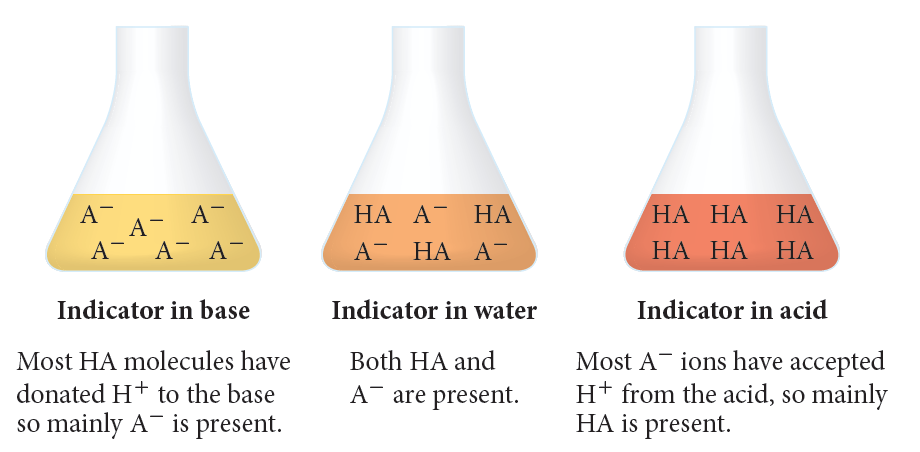 A⁻ A⁻ A⁻
A⁻ A⁻ A⁻
HA A⁻ HA
A⁻ HA A⁻
HA HA HA
HA HA HA
Indicator in base
Most HA molecules have
donated H⁺ to the base
so mainly A⁻ is present.
Indicator in water
Both HA and
A⁻ are present.
Indicator in acid
Most A⁻ ions have accepted
H⁺ from the acid, so mainly
HA is present.